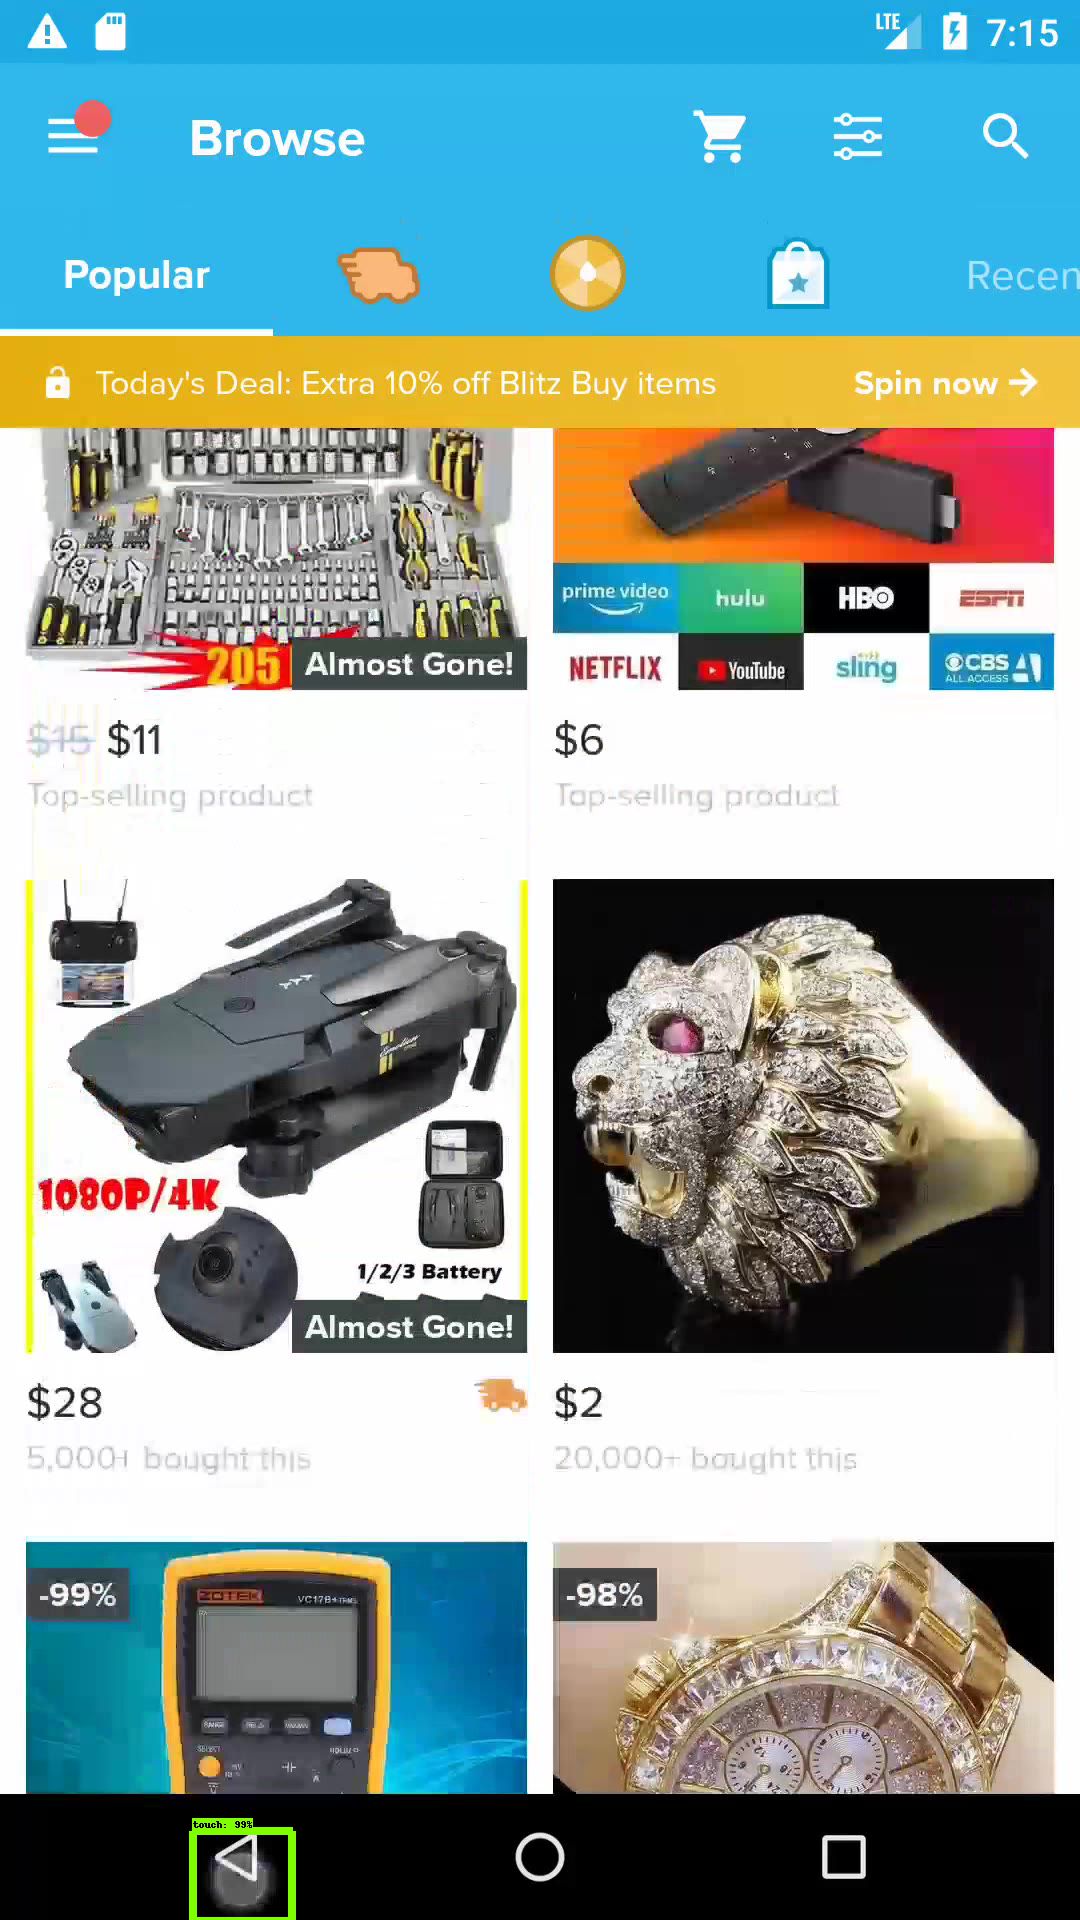 LTE 7:15
Browse
Popular
Recen
Today's Deal: Extra 10% off Blitz Buy items
Spin now
205
Almost Gone!
prime video
hulu
HBO
ESPN
NETFLIX
YouTube
sling
CBS
ALL ACCESS
$15 $11
Top-selling product
$6
Top-selling product
1080P/4K
1/2/3 Battery
Almost Gone!
$28
5,000+ bought this
$2
20,000+ bought this
-99%
ZOTEK
VC17B+
RANGE
SELECT
-98%
12
touch: 99%